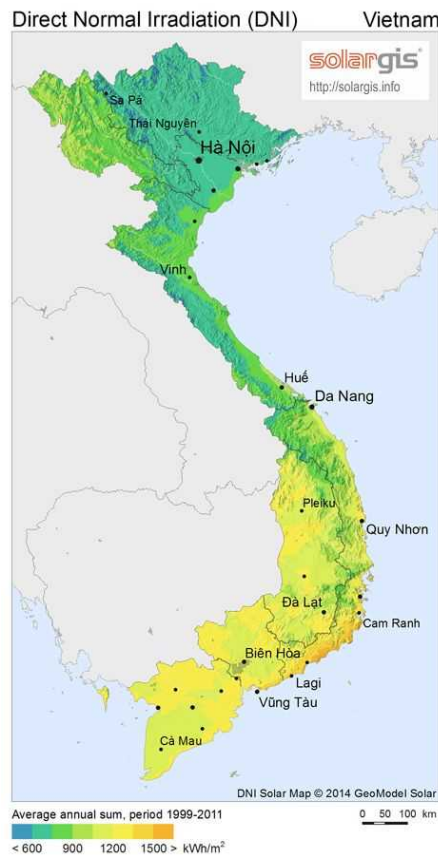 Direct Normal Irradiation (DNI) Vietnam
solargis
http://solargis.info
Sa Pá
Thái Nguyên
Hà Nội
Vinh
Huế
Da Nang
Pleiku
Quy Nhơn
Đà Lạt
Cam Ranh
Biên Hòa
Lagi
Vũng Tàu
Cà Mau
DNI Solar Map © 2014 GeoModel Solar
Average annual sum, period 1999-2011
0 50 100 km
< 600 900 1200 1500 > kWh/m²